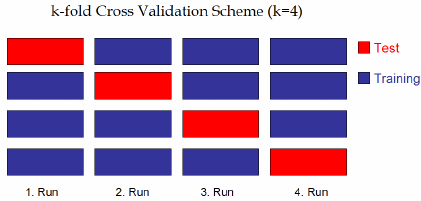 k-fold Cross Validation Scheme (k=4)
Test
Training
1. Run 2. Run 3. Run 4. Run